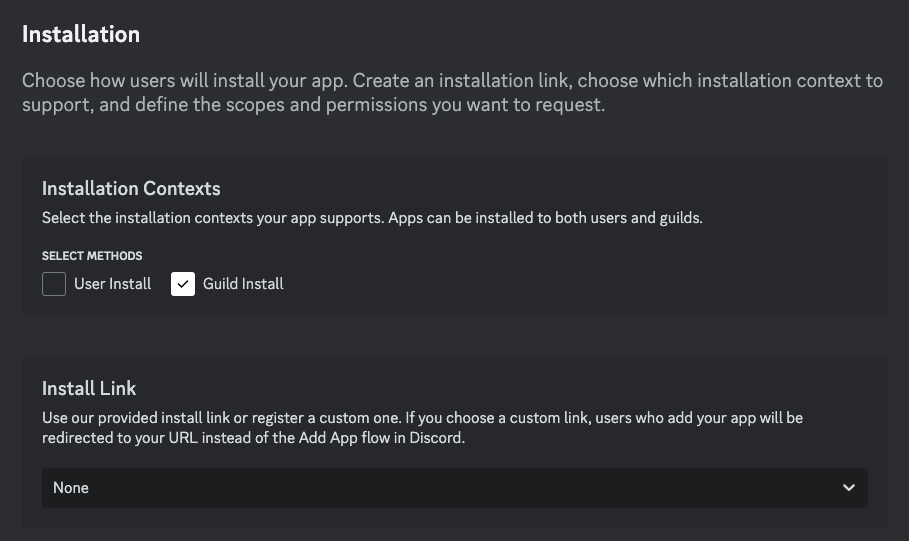 Installation
Choose how users will install your app. Create an installation link, choose which installation context to
support, and define the scopes and permissions you want to request.
Installation Contexts
Select the installation contexts your app supports. Apps can be installed to both users and guilds.
SELECT METHODS
User Install Guild Install
Install Link
Use our provided install link or register a custom one. If you choose a custom link, users who add your app will be
redirected to your URL instead of the Add App flow in Discord.
None